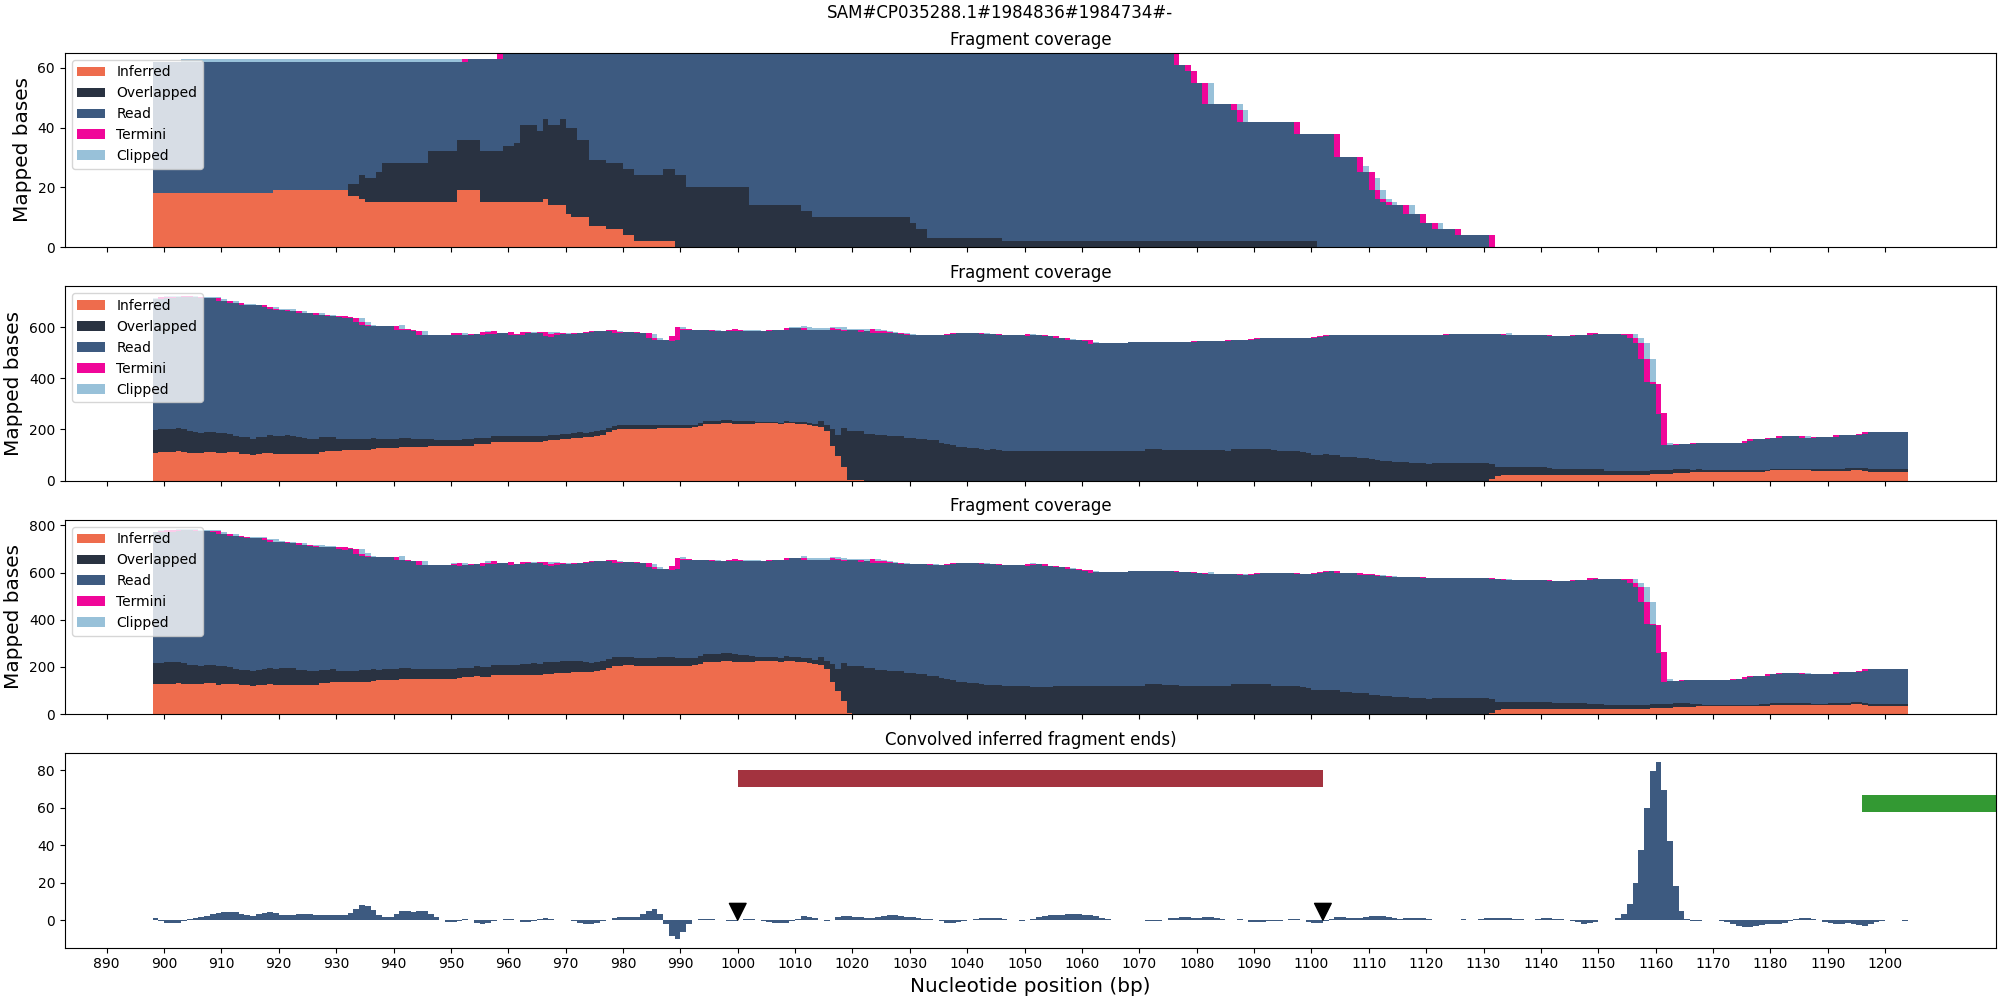 SAM#CP035288.1#1984836#1984734#-
Fragment coverage
Mapped bases
60
40
20
0
Inferred
Overlapped
Read
Termini
Clipped
Fragment coverage
Mapped bases
600
400
200
0
Inferred
Overlapped
Read
Termini
Clipped
Fragment coverage
Mapped bases
800
600
400
200
0
Inferred
Overlapped
Read
Termini
Clipped
Convolved inferred fragment ends)
80
60
40
20
0
890 900 910 920 930 940 950 960 970 980 990 1000 1010 1020 1030 1040 1050 1060 1070 1080 1090 1100 1110 1120 1130 1140 1150 1160 1170 1180 1190 1200
Nucleotide position (bp)